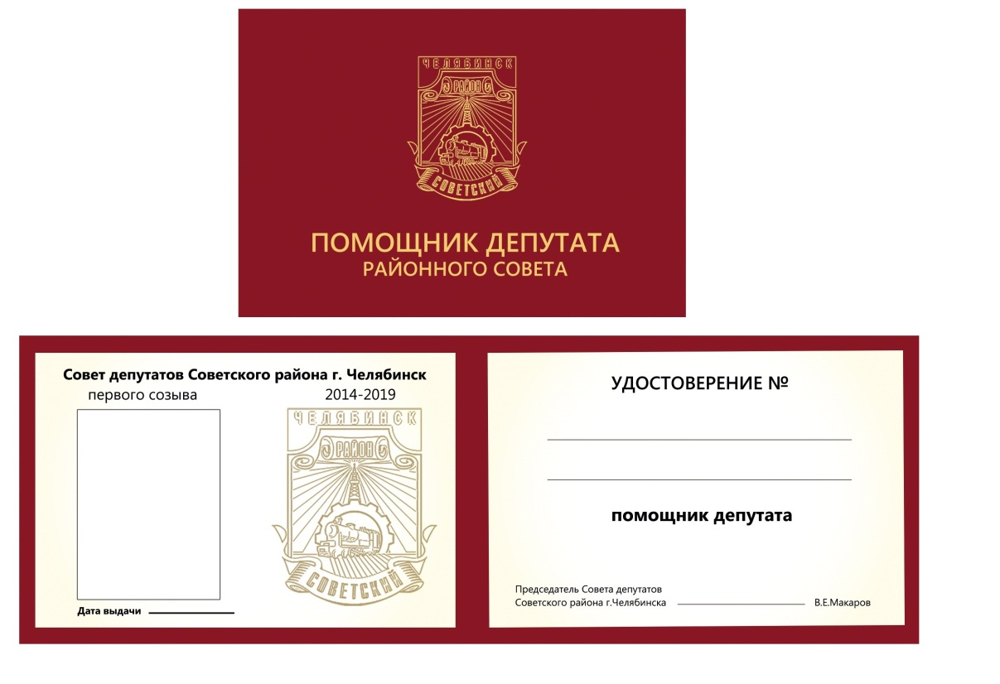 ЧЕЛЯБИНСК
РАЙОН
СОВЕТСКИЙ
ПОМОЩНИК ДЕПУТАТА
РАЙОННОГО СОВЕТА
Совет депутатов Советского района г. Челябинск
первого созыва 2014-2019
ЧЕЛЯБИНСК
РАЙОН
СОВЕТСКИЙ
Дата выдачи
УДОСТОВЕРЕНИЕ №
помощник депутата
Председатель Совета депутатов
Советского района г.Челябинска В.Е.Макаров